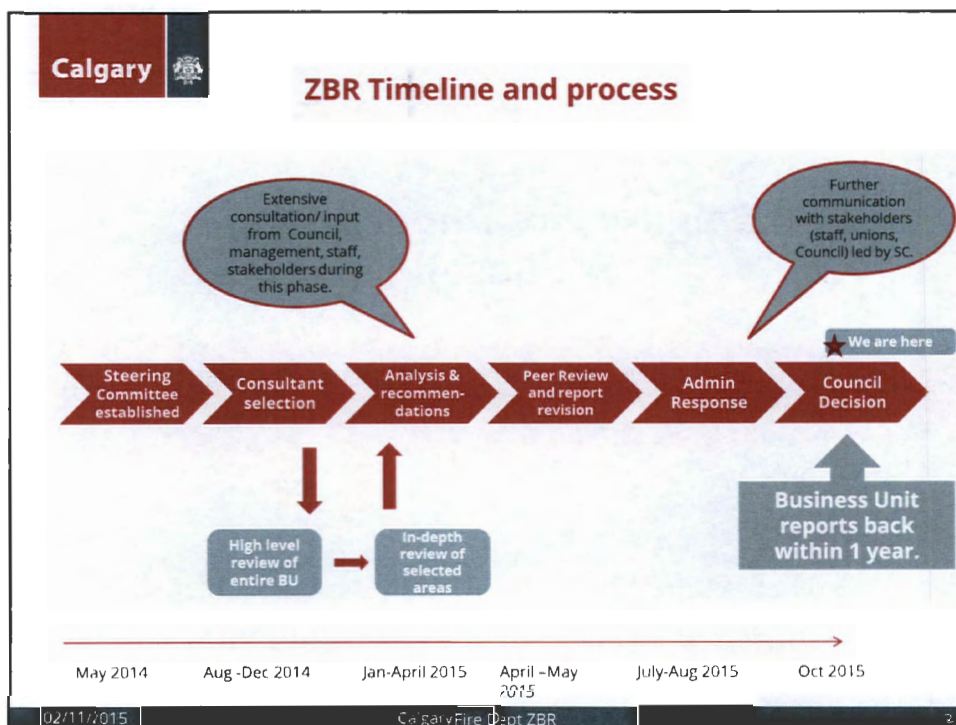 Calgary
ZBR Timeline and process
Extensive
consultation/ input
from Council,
management, staff,
stakeholders during
this phase.
Further
communication
with stakeholders
(staff, unions,
Council) led by SC.
We are here
Steering
Committee
established
Consultant
selection
Analysis &
recommen-
dations
Peer Review
and report
revision
Admin
Response
Council
Decision
High level
review of
entire BU
In-depth
review of
selected
areas
Business Unit
reports back
within 1 year.
May 2014
Aug -Dec 2014
Jan-April 2015
April –May
2015
July-Aug 2015
Oct 2015
02/11/2015
Calgary Fire Dept ZBR
2